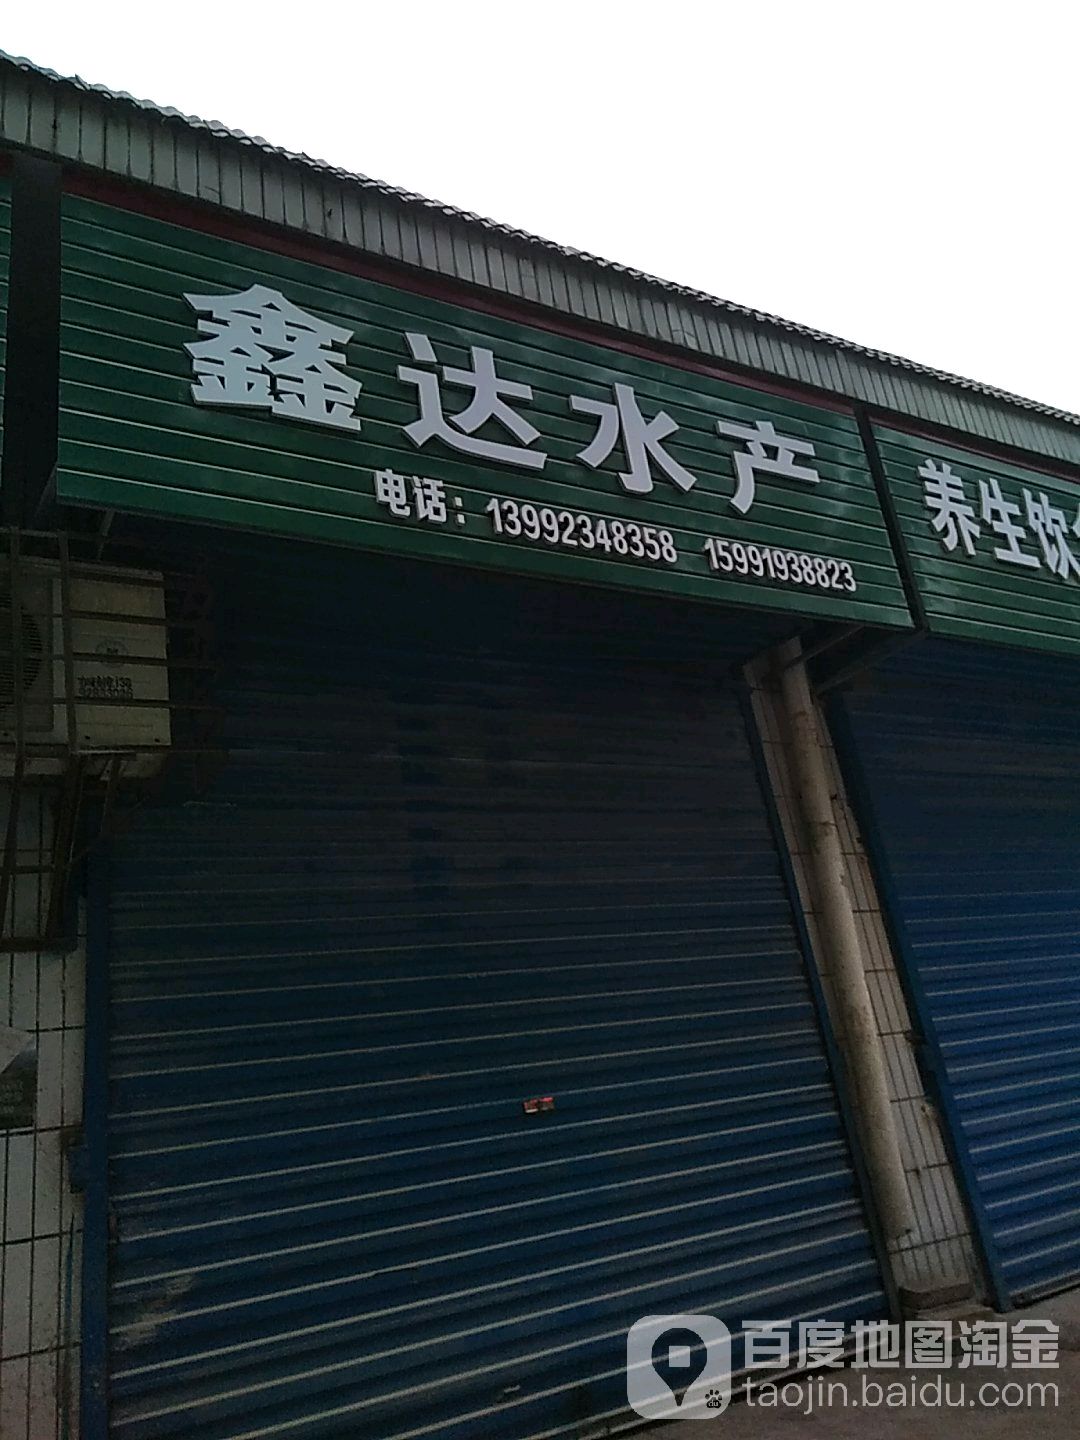 鑫达水产
电话：13992348358 15991938823
养生饮
百度地图淘金
taojin.baidu.com